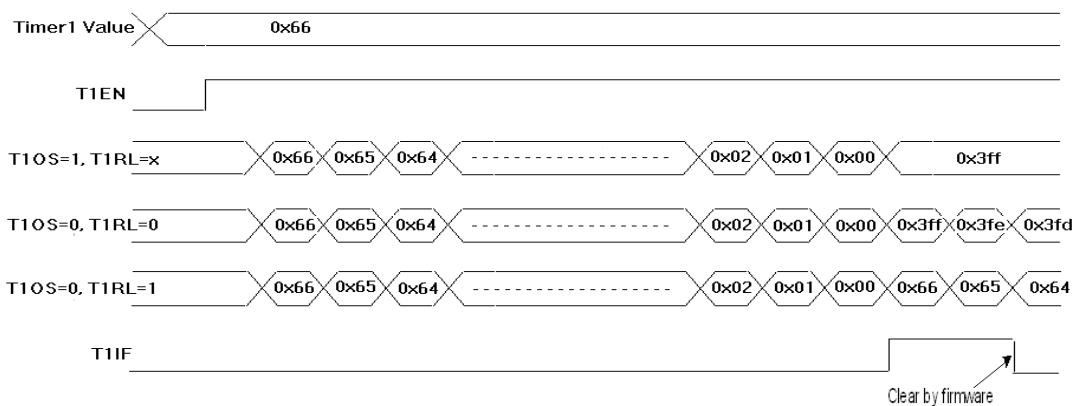 Timer1 Value 0x66
T1EN
T1OS=1, T1RL=x 0x66 0x65 0x64 0x02 0x01 0x00 0x3ff
T1OS=0, T1RL=0 0x66 0x65 0x64 0x02 0x01 0x00 0x3ff 0x3fe 0x3fd
T1OS=0, T1RL=1 0x66 0x65 0x64 0x02 0x01 0x00 0x66 0x65 0x64
T1IF
Clear by firmware